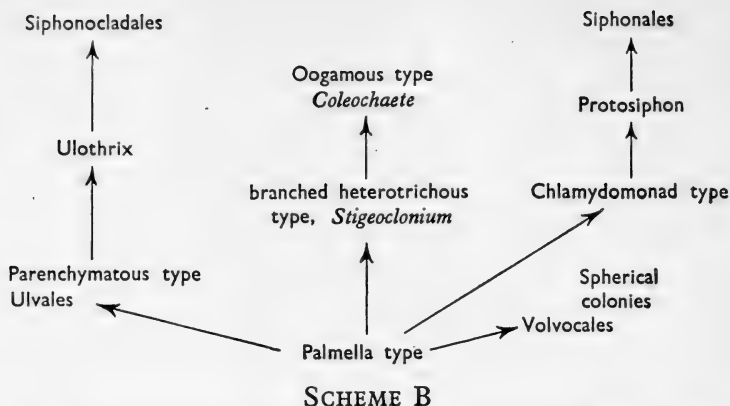 Siphonocladales
Siphonales
Oogamous type
Coleochaete
Protosiphon
Ulothrix
branched heterotrichous
type, Stigeoclonium
Chlamydomonad type
Parenchymatous type
Ulvales
Spherical
colonies
Volvocales
Palmella type
SCHEME B